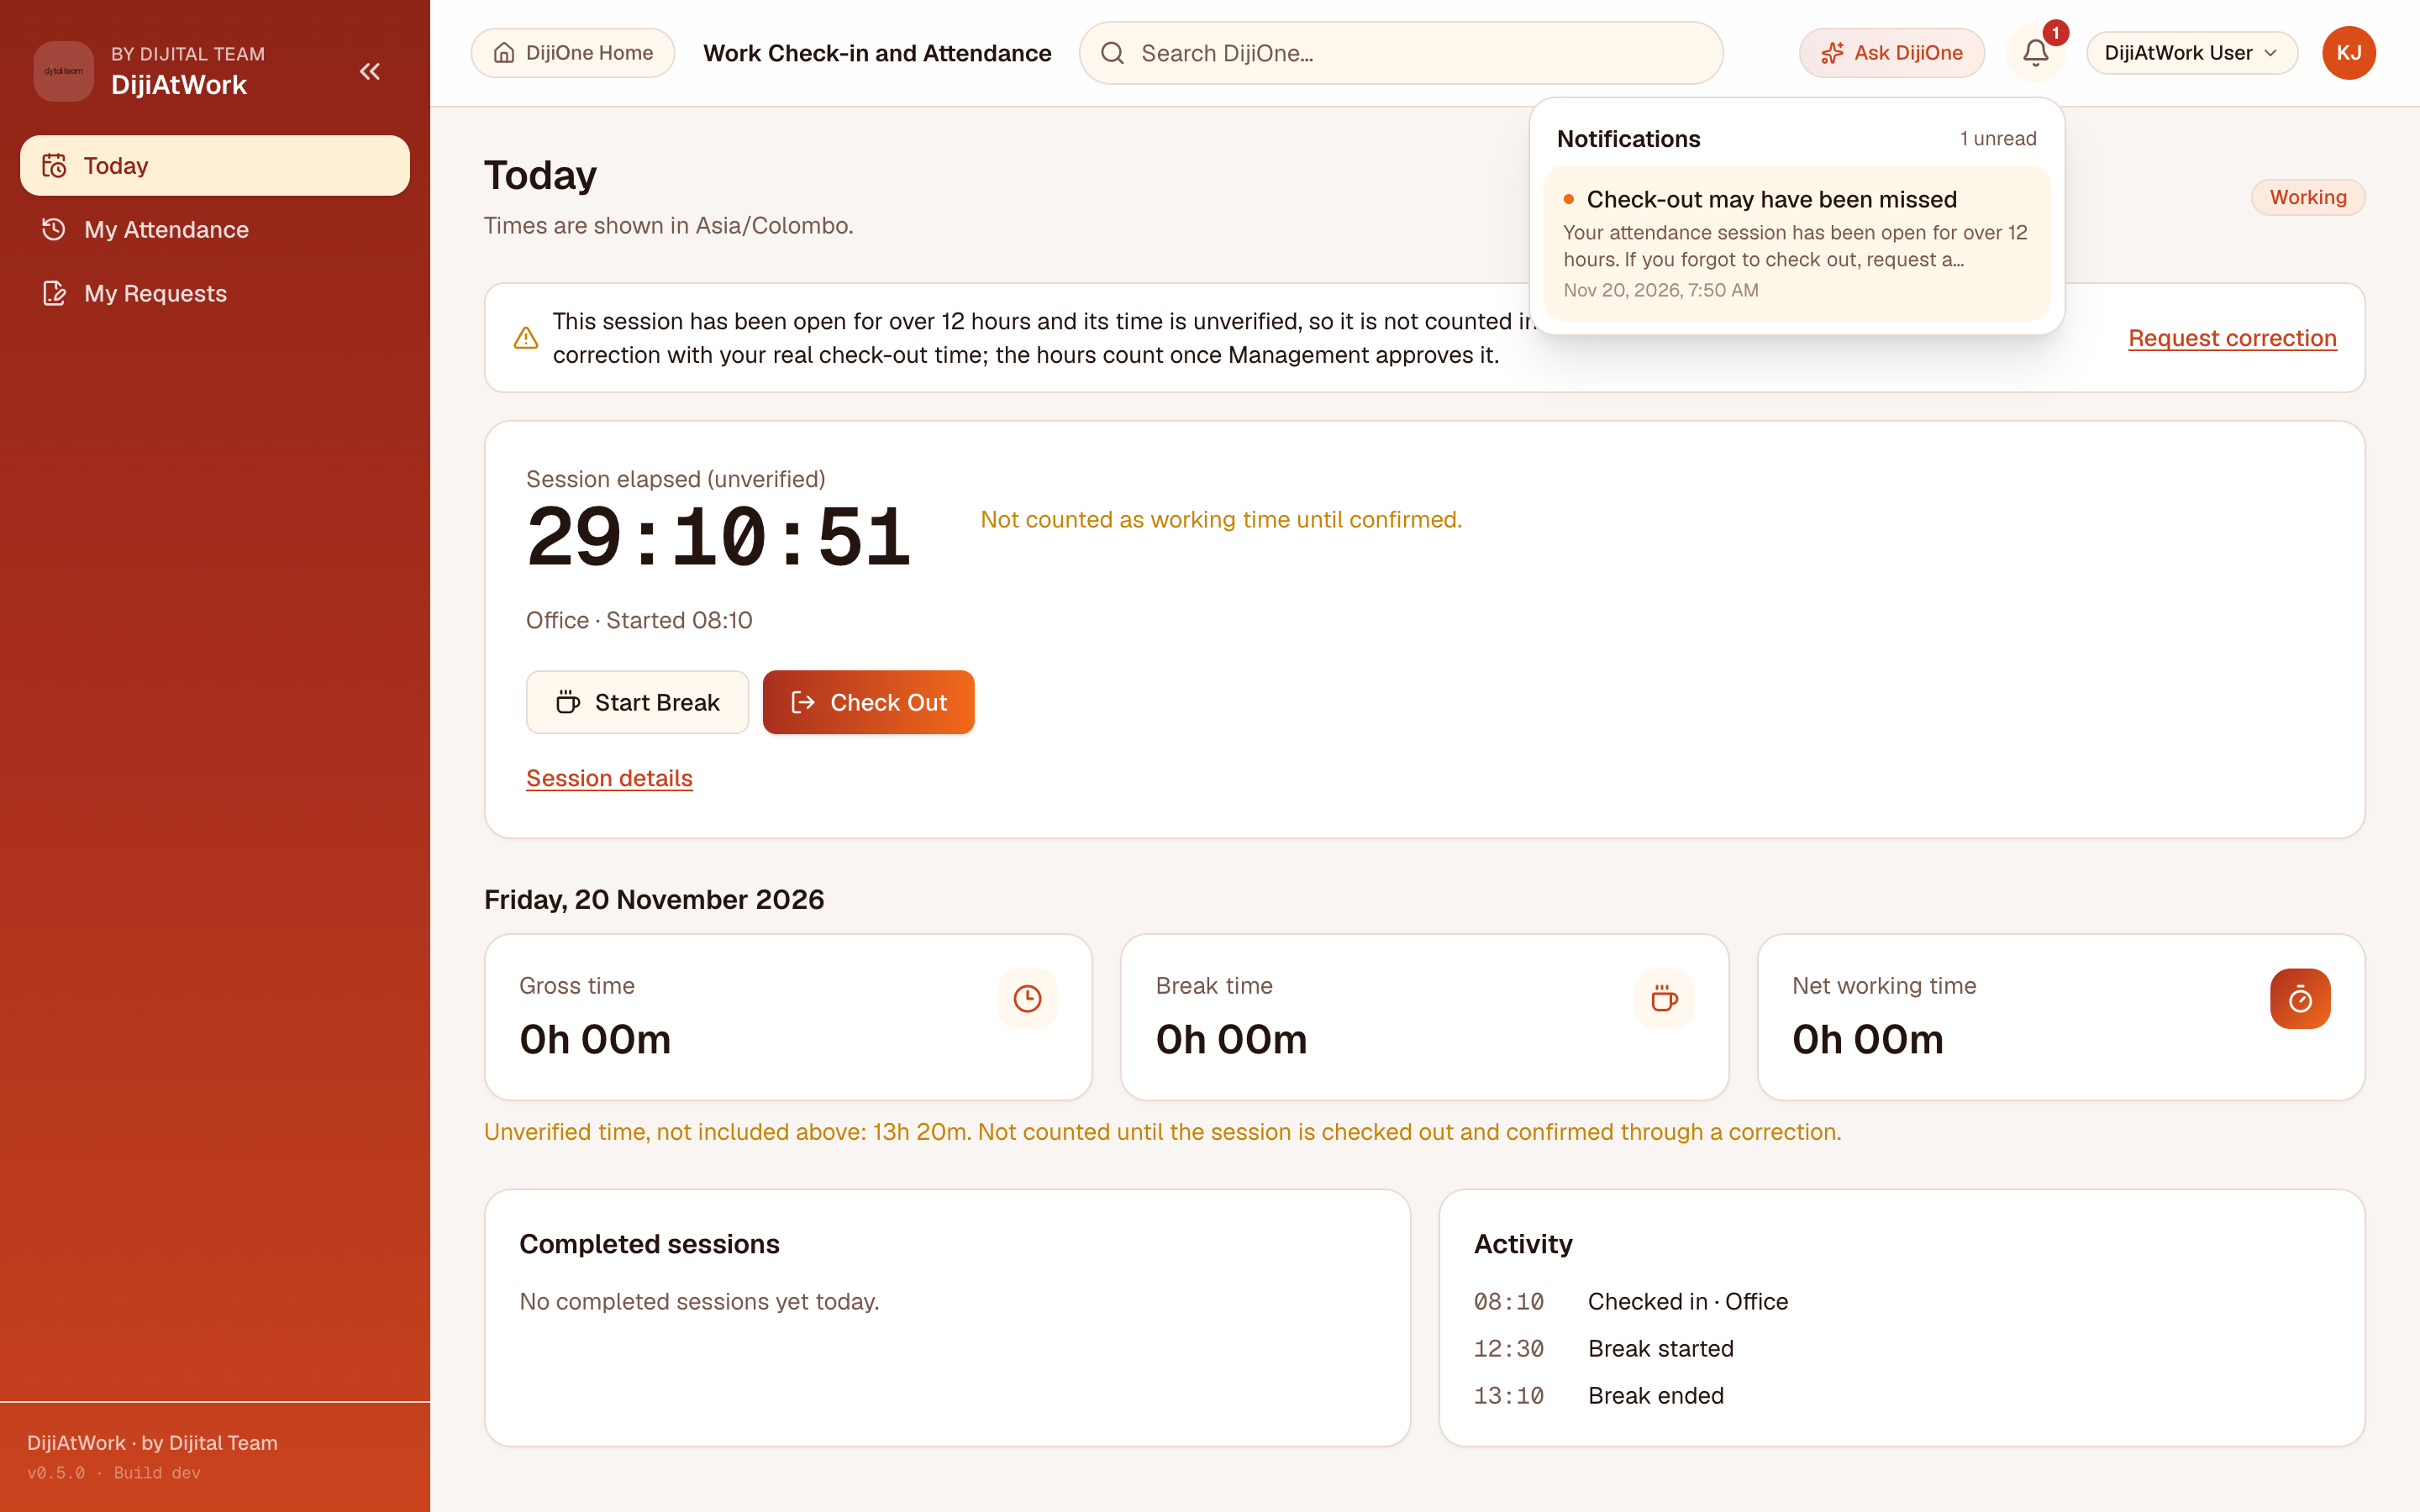 dijital team
BY DIJITAL TEAM
DijiAtWork
Today
My Attendance
My Requests
DijiAtWork · by Dijital Team
v0.5.0 · Build dev
DijiOne Home
Work Check-in and Attendance
Search DijiOne...
Ask DijiOne
1
DijiAtWork User
KJ
Notifications
1 unread
Check-out may have been missed
Your attendance session has been open for over 12
hours. If you forgot to check out, request a...
Nov 20, 2026, 7:50 AM
Today
Times are shown in Asia/Colombo.
Working
This session has been open for over 12 hours and its time is unverified, so it is not counted
correction with your real check-out time; the hours count once Management approves it.
Request correction
Session elapsed (unverified)
29:10:51
Not counted as working time until confirmed.
Office · Started 08:10
Start Break
Check Out
Session details
Friday, 20 November 2026
Gross time
0h 00m
Break time
0h 00m
Net working time
0h 00m
Unverified time, not included above: 13h 20m. Not counted until the session is checked out and confirmed through a correction.
Completed sessions
No completed sessions yet today.
Activity
08:10 Checked in · Office
12:30 Break started
13:10 Break ended